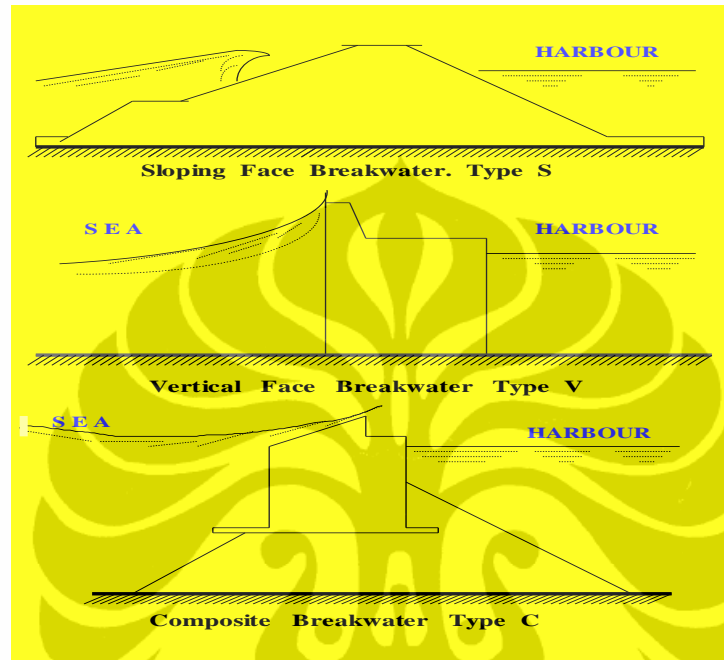 HARBOUR
Sloping Face Breakwater. Type S
SEA HARBOUR
Vertical Face Breakwater Type V
SEA HARBOUR
Composite Breakwater Type C